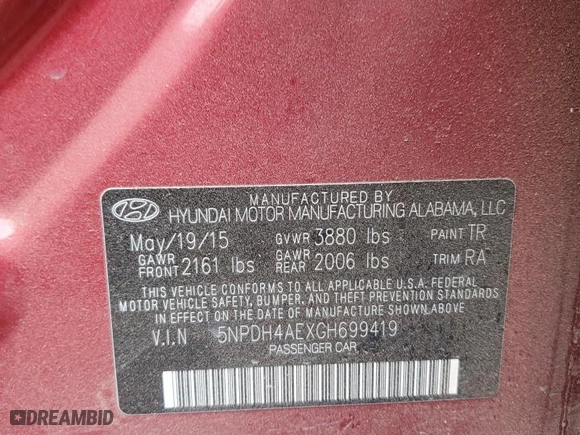 MANUFACTURED BY
HYUNDAI MOTOR MANUFACTURING ALABAMA, LLC
May/19/15 GVWR 3880 lbs PAINT TR
GAWR FRONT 2161 lbs GAWR REAR 2006 lbs TRIM RA
THIS VEHICLE CONFORMS TO ALL APPLICABLE U.S.A. FEDERAL
MOTOR VEHICLE SAFETY, BUMPER, AND THEFT PREVENTION
STANDARDS IN EFFECT ON THE DATE OF MANUFACTURE SHOWN ABOVE.
V.I.N 5NPDH4AEXGH699419
PASSENGER CAR
DREAMBID